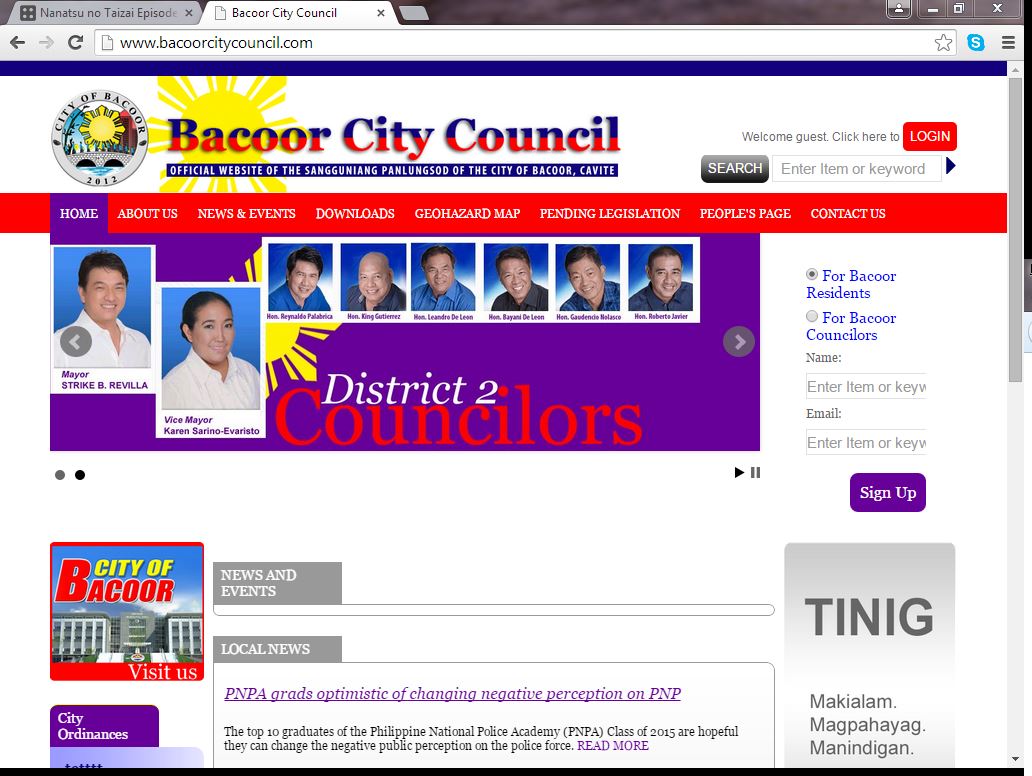 Nanatsu no Taizai Episode
Bacoor City Council
www.bacoorcitycouncil.com
CITY OF BACOOR
2012
Bacoor City Council
OFFICIAL WEBSITE OF THE SANGGUNIANG PANLUNGSOD OF THE CITY OF BACOOR, CAVITE
Welcome guest. Click here to LOGIN
SEARCH Enter Item or keyword
HOME ABOUT US NEWS & EVENTS DOWNLOADS GEOHAZARD MAP PENDING LEGISLATION PEOPLE'S PAGE CONTACT US
Mayor
STRIKE B. REVILLA
Vice Mayor
Karen Sarino-Evaristo
Hon. Reynaldo Palabrica Hon. King Gutierrez Hon. Leandro De Leon Hon. Bayani De Leon Hon. Gaudencio Nolasco Hon. Roberto Javier
District 2
Councilors
For Bacoor
Residents
For Bacoor
Councilors
Name:
Enter Item or keyw
Email:
Enter Item or keyw
Sign Up
CITY OF
BACOOR
Visit us
City
Ordinances
NEWS AND
EVENTS
LOCAL NEWS
PNPA grads optimistic of changing negative perception on PNP
The top 10 graduates of the Philippine National Police Academy (PNPA) Class of 2015 are hopeful
they can change the negative public perception on the police force. READ MORE
TINIG
Makialam.
Magpahayag.
Manindigan.